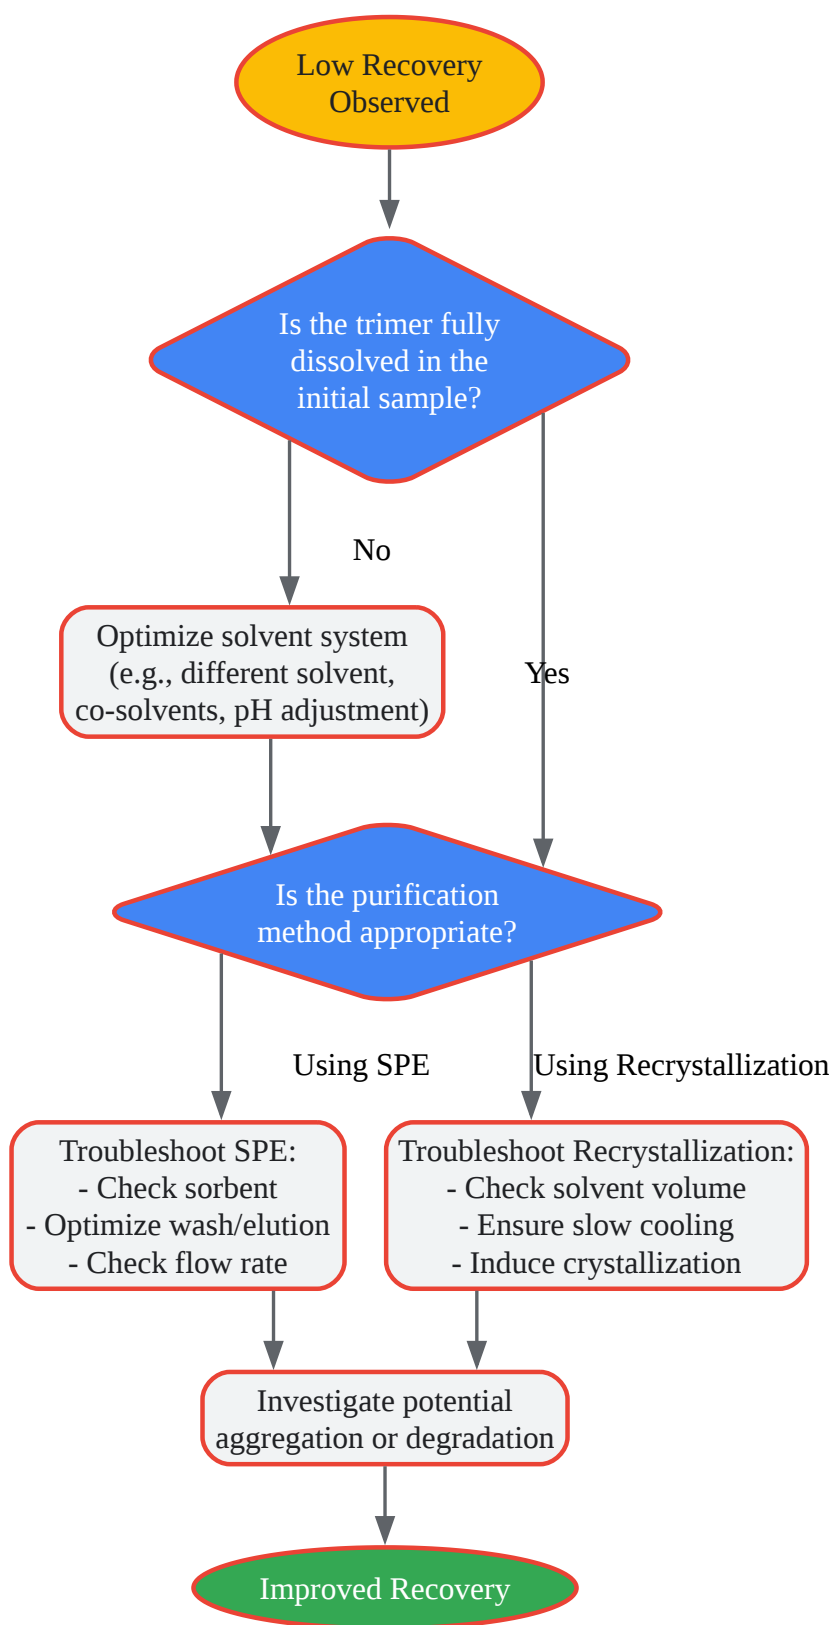 Low Recovery
Observed
Is the trimer fully
dissolved in the
initial sample?
No
Optimize solvent system
(e.g., different solvent,
co-solvents, pH adjustment)
Yes
Is the purification
method appropriate?
Using SPE
Using Recrystallization
Troubleshoot SPE:
- Check sorbent
- Optimize wash/elution
- Check flow rate
Troubleshoot Recrystallization:
- Check solvent volume
- Ensure slow cooling
- Induce crystallization
Investigate potential
aggregation or degradation
Improved Recovery